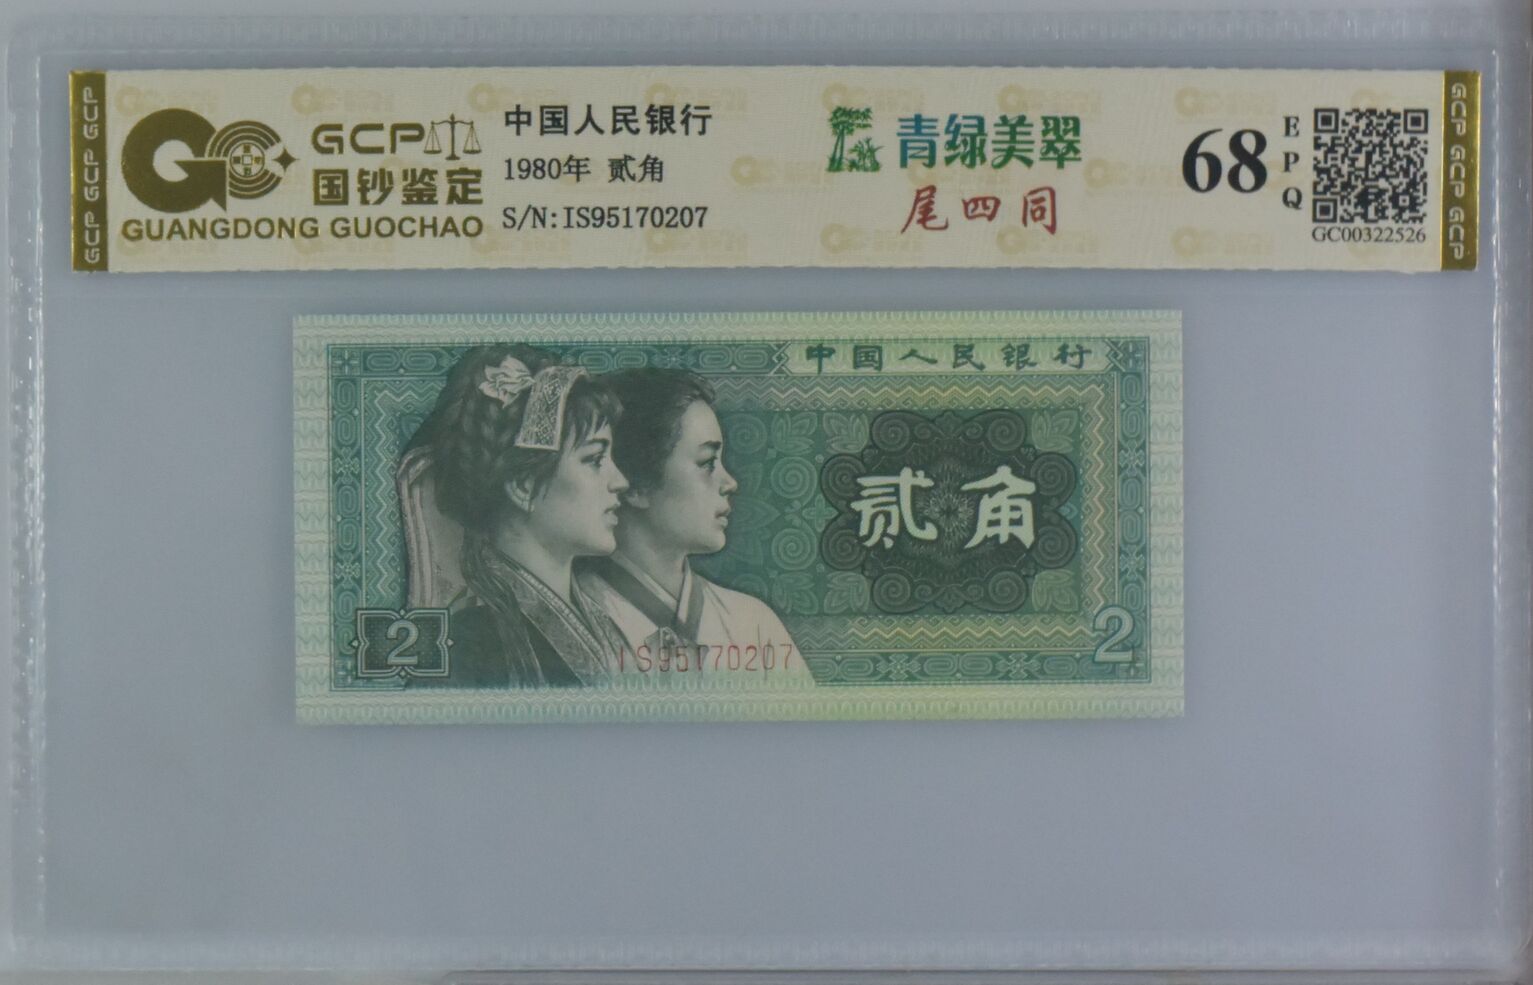 GCP
国钞鉴定
GUANGDONG GUOCHAO
中国人民银行
1980年 贰角
S/N:IS95170207
青绿美翠
尾四同
68
EPQ
GC00322526
GCP GCP GCP
GCP GCP GCP
中国人民银行
贰角
2
2
IS95170207